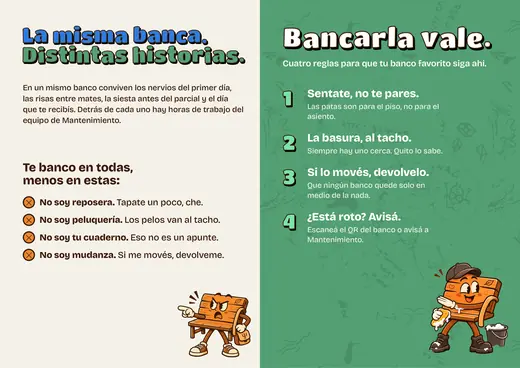 La misma banca.
Distintas historias.
En un mismo banco conviven los nervios del primer día,
las risas entre mates, la siesta antes del parcial y el día
que te recibís. Detrás de cada uno hay horas de trabajo del
equipo de Mantenimiento.
Te banco en todas,
menos en estas:
No soy reposera. Tapate un poco, che.
No soy peluquería. Los pelos van al tacho.
No soy tu cuaderno. Eso no es un apunte.
No soy mudanza. Si me movés, devolveme.
Bancarla vale.
Cuatro reglas para que tu banco favorito siga ahí.
1 Sentate, no te pares.
Las patas son para el piso, no para el
asiento.
2 La basura, al tacho.
Siempre hay uno cerca. Quito lo sabe.
3 Si lo movés, devolvelo.
Que ningún banco quede solo en
medio de la nada.
4 ¿Está roto? Avisá.
Escaneá el QR del banco o avisá a
Mantenimiento.